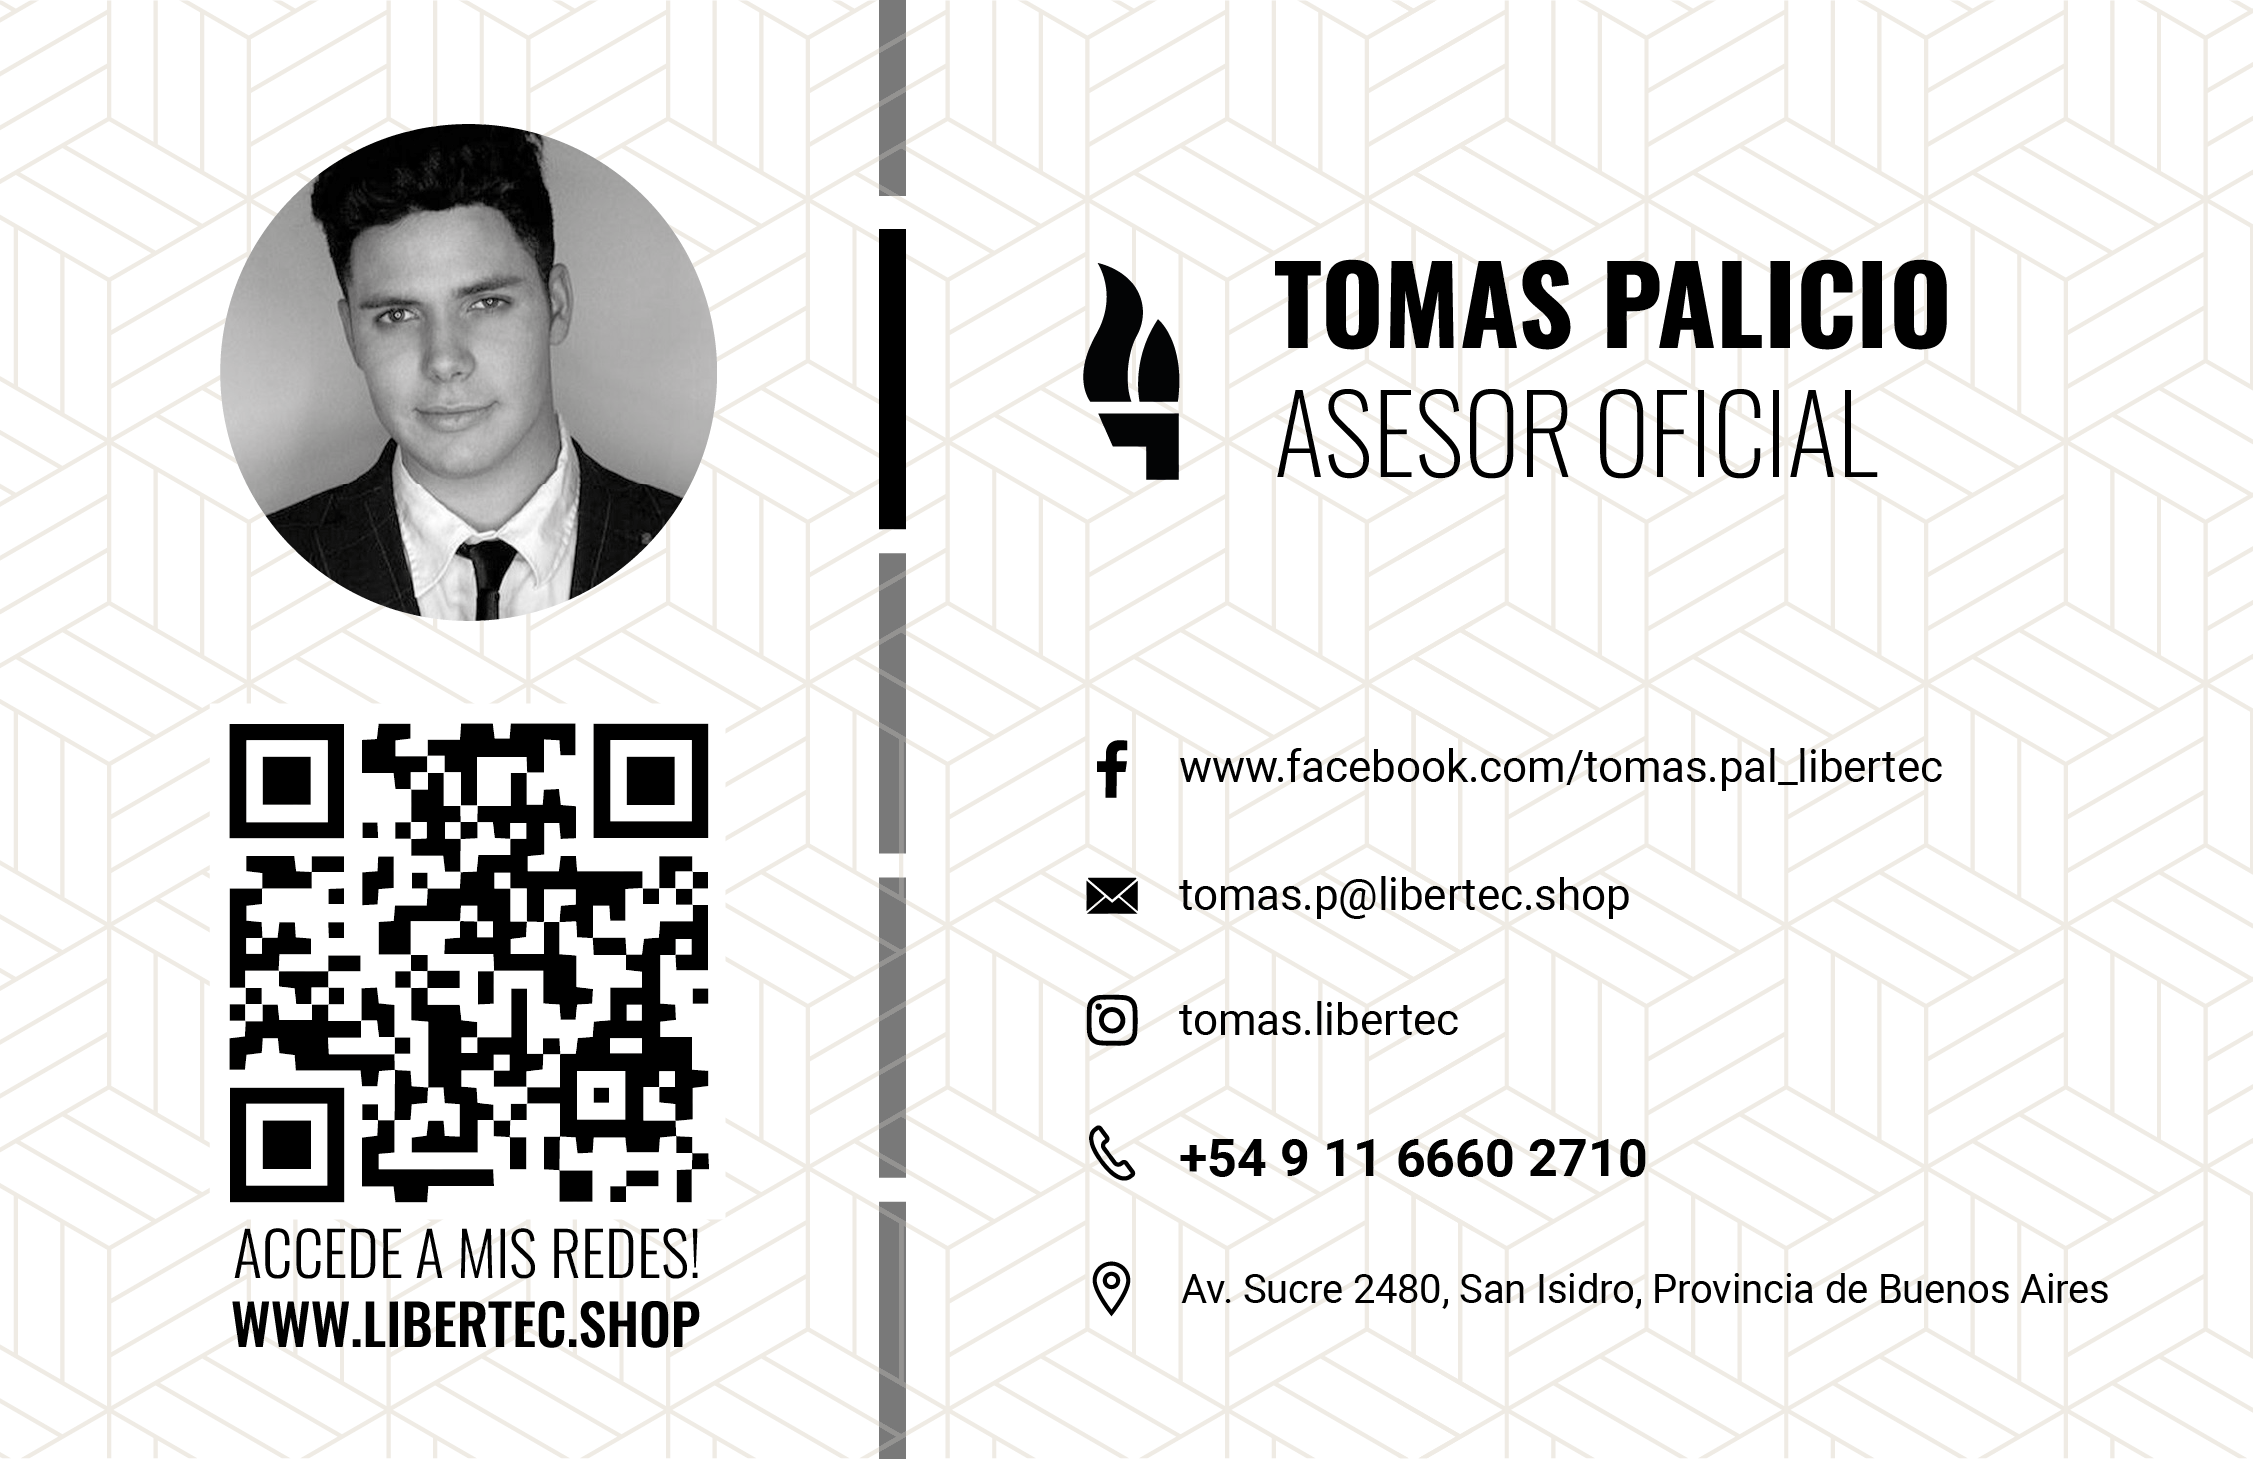 TOMAS PALICIO
ASESOR OFICIAL
www.facebook.com/tomas.pal_libertec
tomas.p@libertec.shop
tomas.libertec
+54 9 11 6660 2710
Av. Sucre 2480, San Isidro, Provincia de Buenos Aires
ACCEDE A MIS REDES!
WWW.LIBERTEC.SHOP